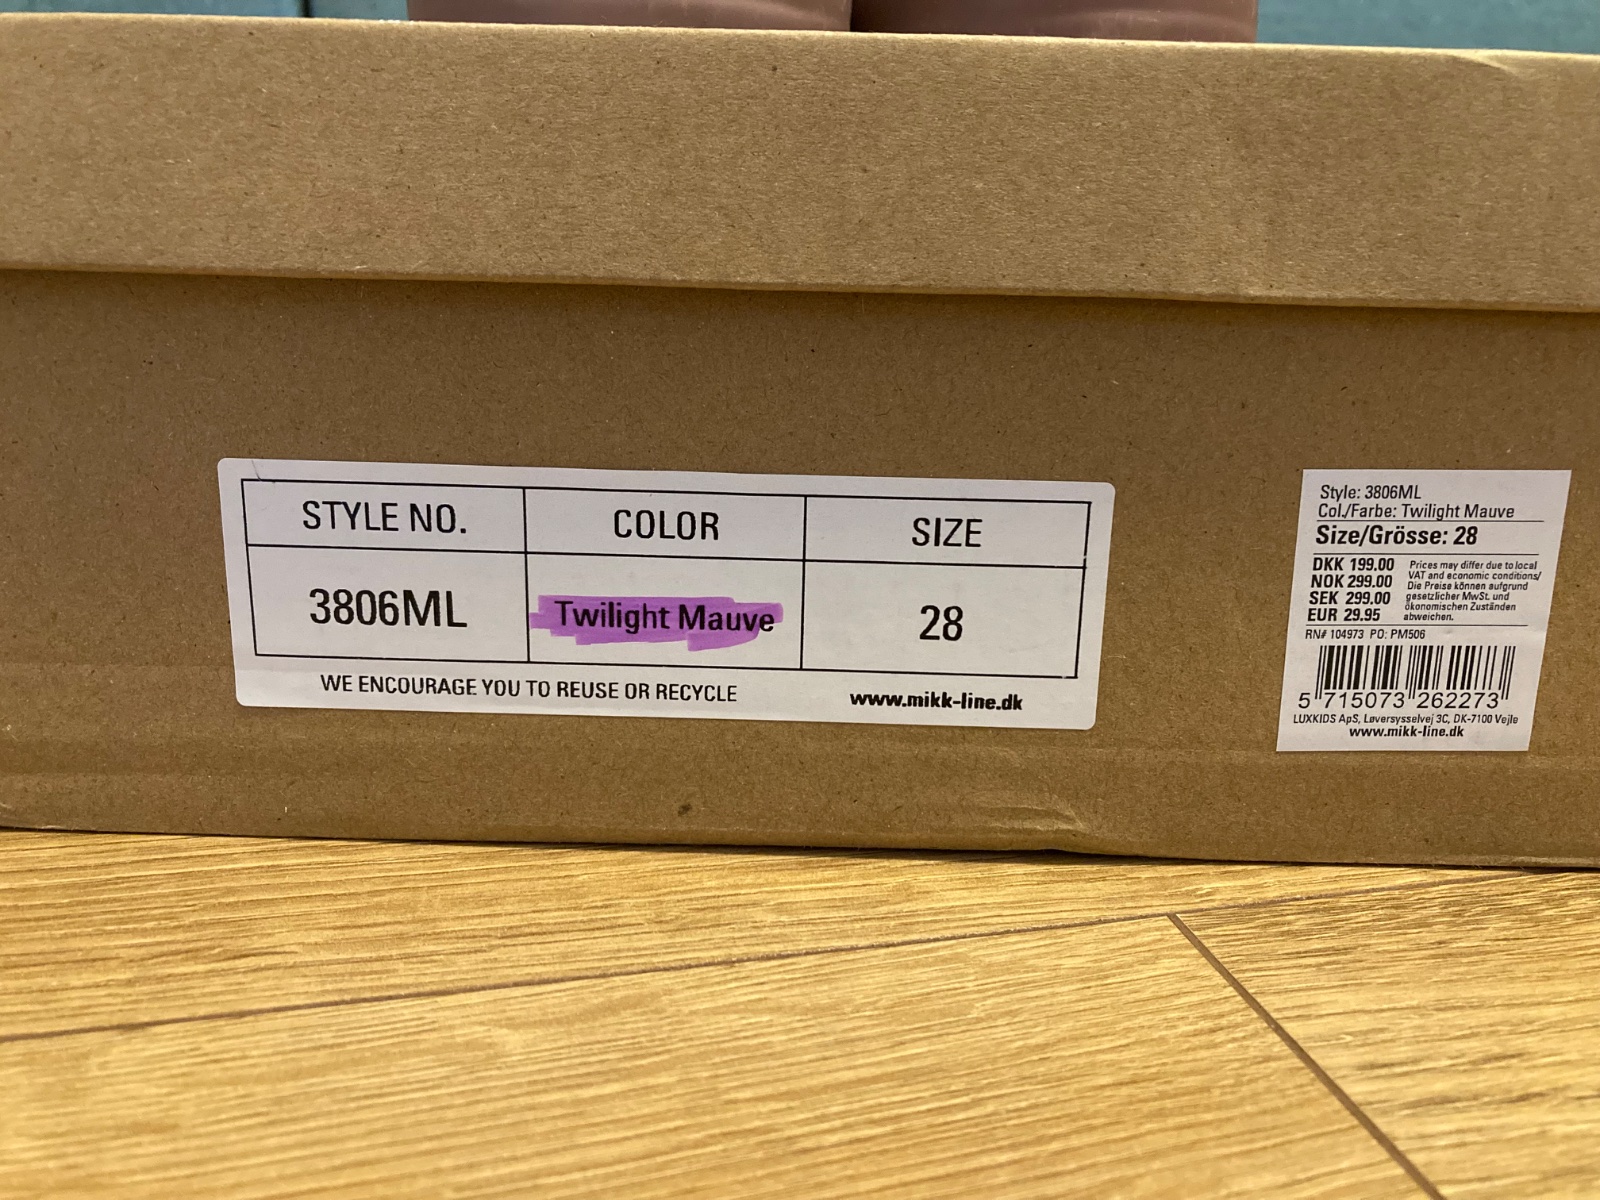 STYLE NO. COLOR SIZE
3806ML Twilight Mauve 28
WE ENCOURAGE YOU TO REUSE OR RECYCLE www.mikk-line.dk
Style: 3806ML
Col./Farbe: Twilight Mauve
Size/Grösse: 28
DKK 199.00
NOK 299.00
SEK 299.00
EUR 29.95
Prices may differ due to local
VAT and economic conditions/
Die Preise können aufgrund
gesetzlicher MwSt. und
ökonomischen Zuständen
abweichen.
RN# 104973 PO: PM506
5 715073 262273
LUXKIDS ApS, Løversysselvej 3C, DK-7100 Vejle
www.mikk-line.dk